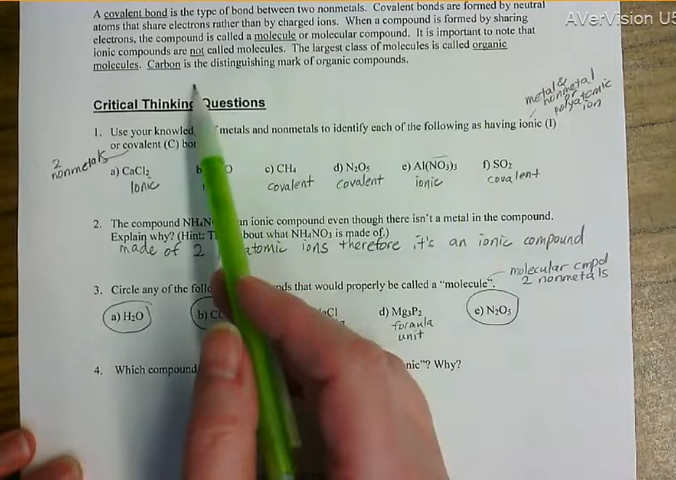 A covalent bond is the type of bond between two nonmetals. Covalent bonds are formed by neutral
atoms that share electrons rather than by charged ions. When a compound is formed by sharing
electrons, the compound is called a molecule or molecular compound. It is important to note that
ionic compounds are not called molecules. The largest class of molecules is called organic
molecules. Carbon is the distinguishing mark of organic compounds.
AVerVision U5
Critical Thinking Questions
metal &
nonmetal
or
polyatomic
ion
1. Use your knowled metals and nonmetals to identify each of the following as having ionic (I)
or covalent (C) bon
2
nonmetals
a) CaCl₂ b) O c) CH₄ d) N₂O₅ e) Al(NO₃)₃ f) SO₂
Ionic covalent covalent ionic covalent
2. The compound NH₄N an ionic compound even though there isn't a metal in the compound.
Explain why? (Hint: T about what NH₄NO₃ is made of.)
made of 2 atomic ions therefore it's an ionic compound
molecular cmpd
2 nonmetals
3. Circle any of the follo nds that would properly be called a "molecule".
a) H₂O b) C Cl d) Mg₃P₂ e) N₂O₅
formula
unit
4. Which compound nic"? Why?